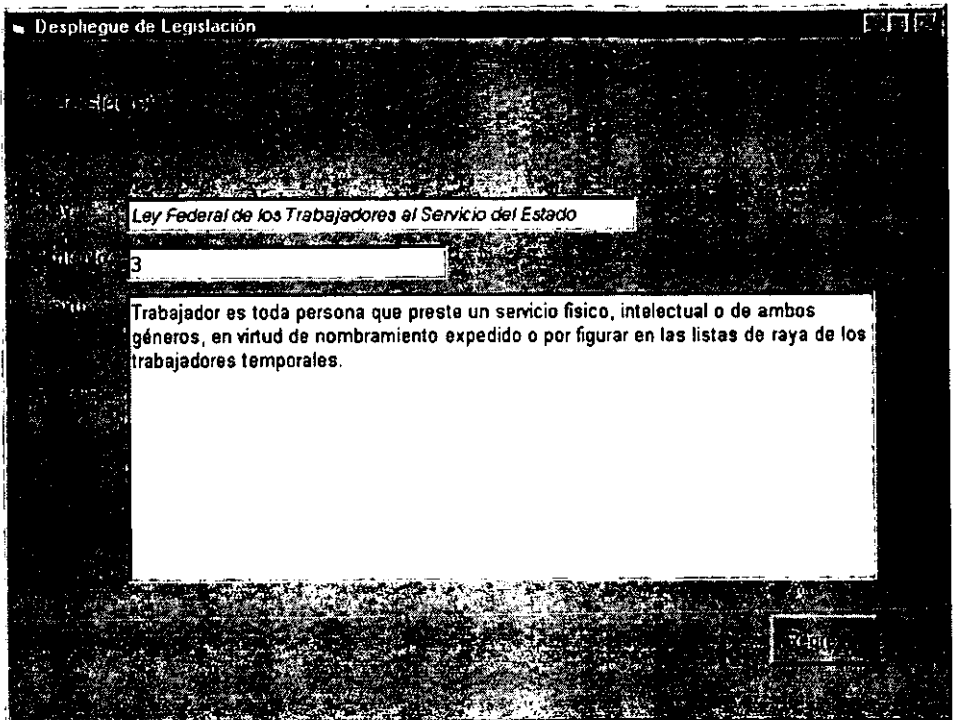 Despliegue de Legislación
Ley Federal de los Trabajadores al Servicio del Estado
3
Trabajador es toda persona que preste un servicio fisico, intelectual o de ambos
géneros, en virtud de nombramiento expedido o por figurar en las listas de raya de los
trabajadores temporales.